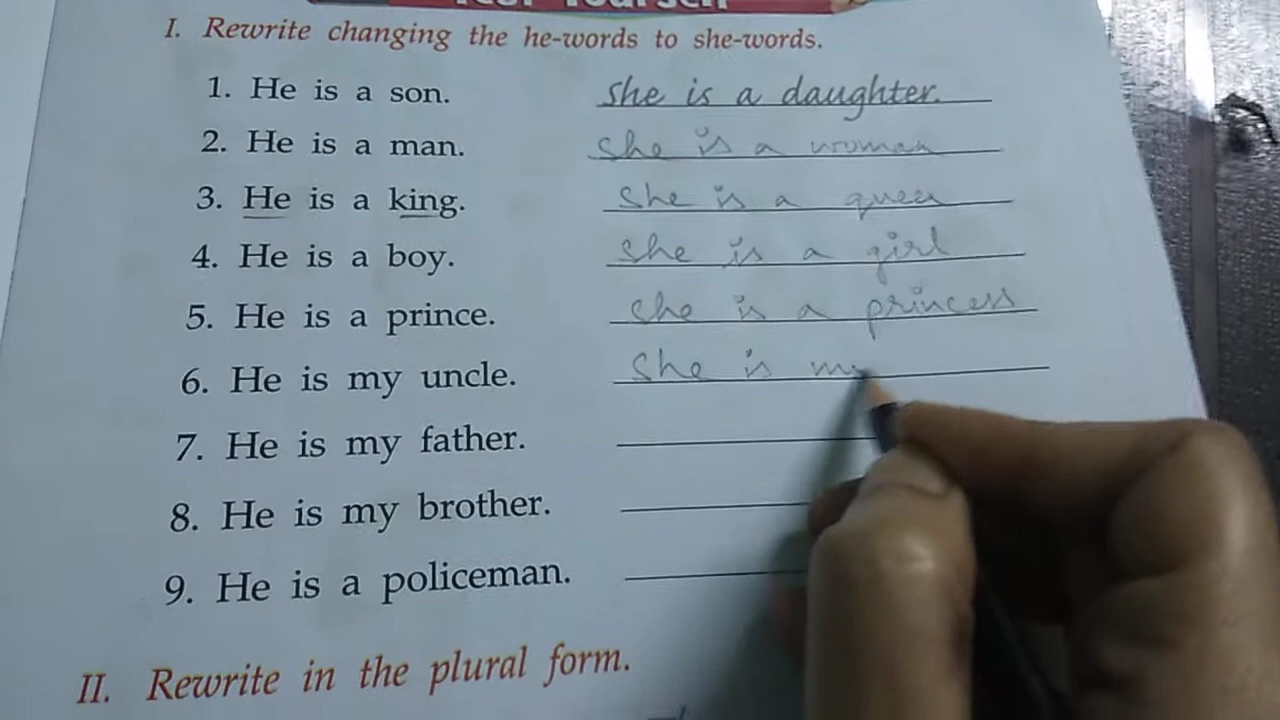 Test Yourself
I. Rewrite changing the he-words to she-words.
1. He is a son. She is a daughter.
2. He is a man. She is a woman
3. He is a king. She is a queen
4. He is a boy. She is a girl
5. He is a prince. She is a princess
6. He is my uncle. She is my
7. He is my father.
8. He is my brother.
9. He is a policeman.
II. Rewrite in the plural form.